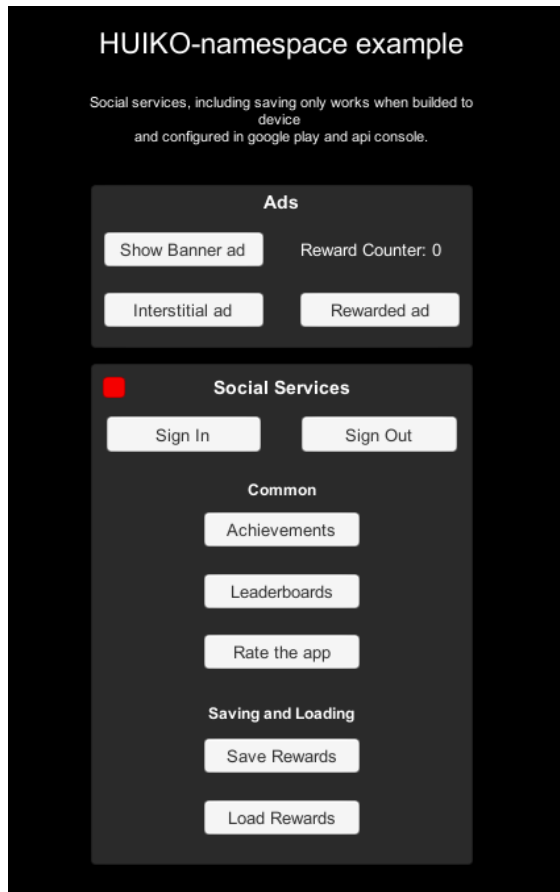 HUIKO-namespace example
Social services, including saving only works when builded to
device
and configured in google play and api console.
Ads
Show Banner ad
Reward Counter: 0
Interstitial ad
Rewarded ad
Social Services
Sign In
Sign Out
Common
Achievements
Leaderboards
Rate the app
Saving and Loading
Save Rewards
Load Rewards